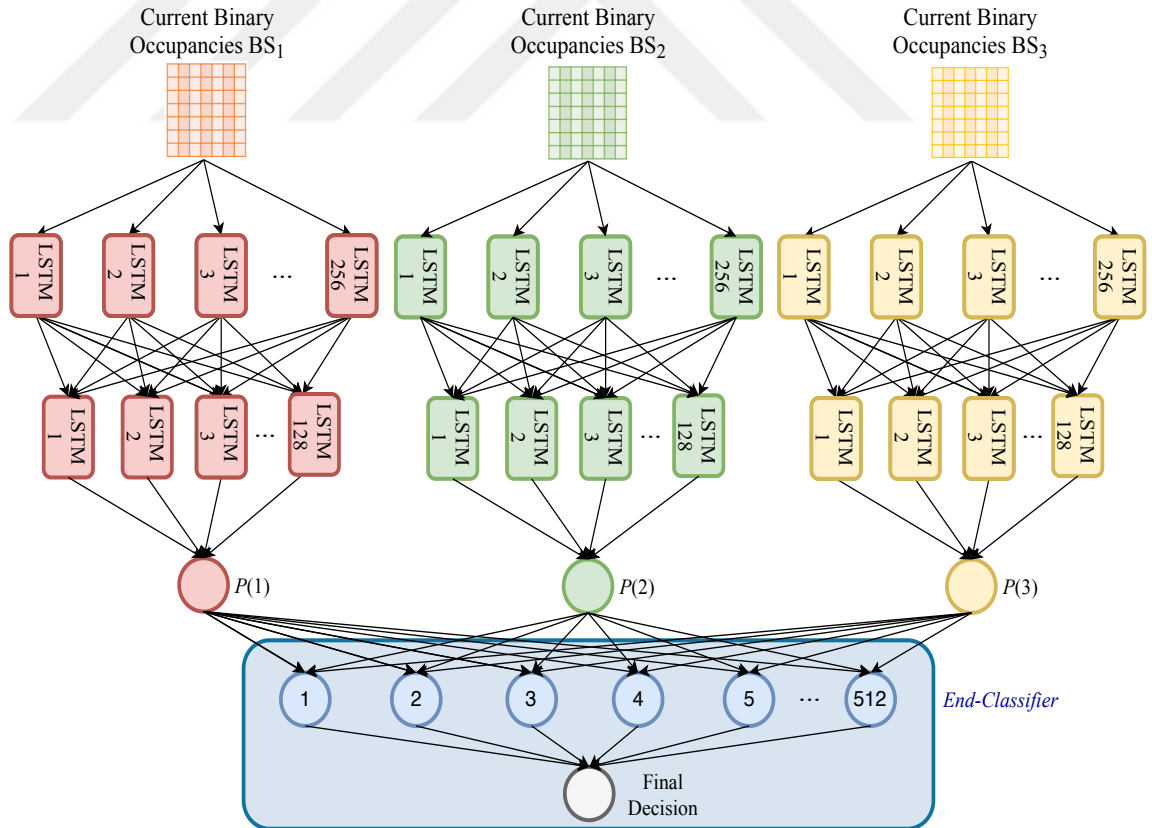 Current Binary
Occupancies BS₁
Current Binary
Occupancies BS₂
Current Binary
Occupancies BS₃
LSTM 1
LSTM 2
LSTM 3
...
LSTM 256
LSTM 1
LSTM 2
LSTM 3
...
LSTM 256
LSTM 1
LSTM 2
LSTM 3
...
LSTM 256
LSTM 1
LSTM 2
LSTM 3
...
LSTM 128
LSTM 1
LSTM 2
LSTM 3
...
LSTM 128
LSTM 1
LSTM 2
LSTM 3
...
LSTM 128
P(1)
P(2)
P(3)
1 2 3 4 5 ... 512
End-Classifier
Final
Decision